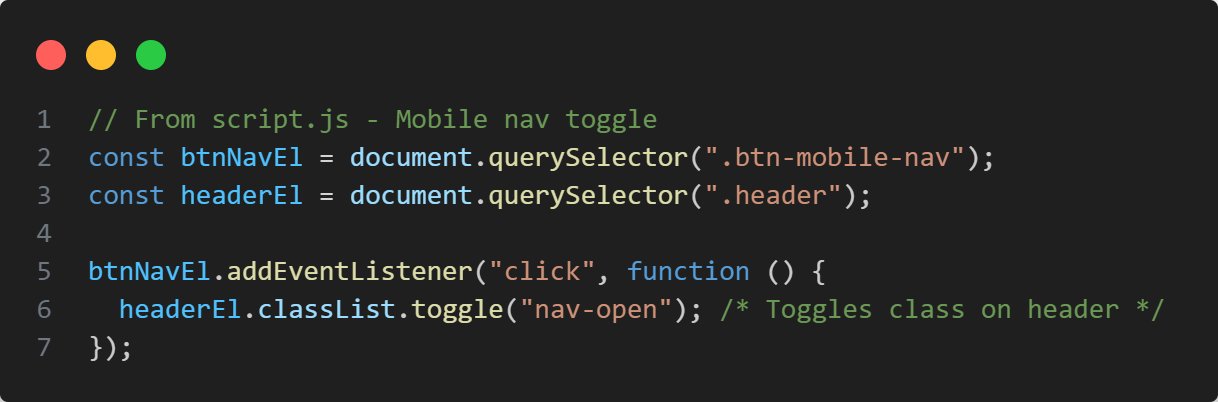 1 // From script.js - Mobile nav toggle
2 const btnNavEl = document.querySelector(".btn-mobile-nav");
3 const headerEl = document.querySelector(".header");
4
5 btnNavEl.addEventListener("click", function () {
6   headerEl.classList.toggle("nav-open"); /* Toggles class on header */
7 });